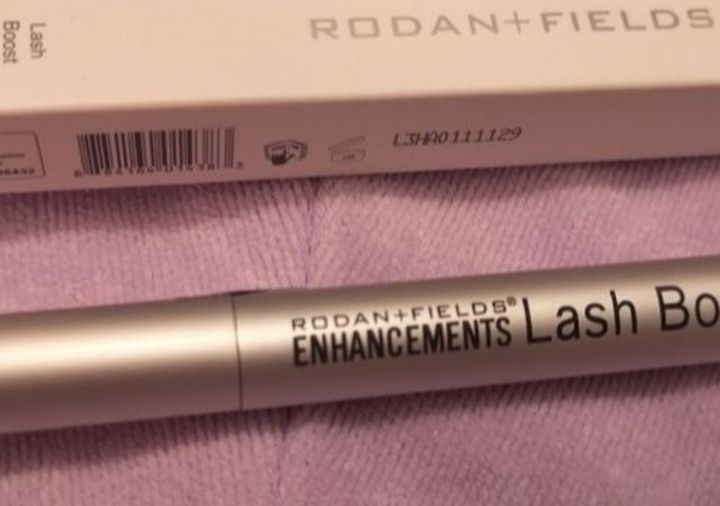 RODAN+FIELDS
Lash
Boost
L3HA0111129
RODAN+FIELDS®
ENHANCEMENTS
Lash Bo